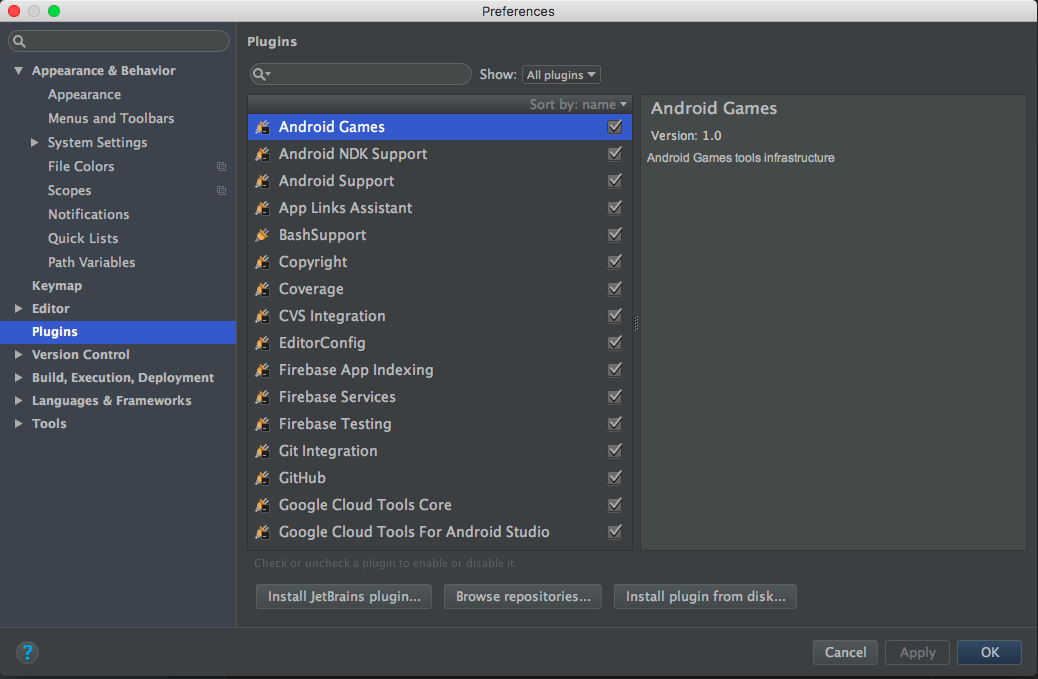 Preferences
Appearance & Behavior
Appearance
Menus and Toolbars
System Settings
File Colors
Scopes
Notifications
Quick Lists
Path Variables
Keymap
Editor
Plugins
Version Control
Build, Execution, Deployment
Languages & Frameworks
Tools
Plugins
Show: All plugins
Sort by: name
Android Games
Android NDK Support
Android Support
App Links Assistant
BashSupport
Copyright
Coverage
CVS Integration
EditorConfig
Firebase App Indexing
Firebase Services
Firebase Testing
Git Integration
GitHub
Google Cloud Tools Core
Google Cloud Tools For Android Studio
Check or uncheck a plugin to enable or disable it.
Install JetBrains plugin... Browse repositories... Install plugin from disk...
Android Games
Version: 1.0
Android Games tools infrastructure
? Cancel Apply OK